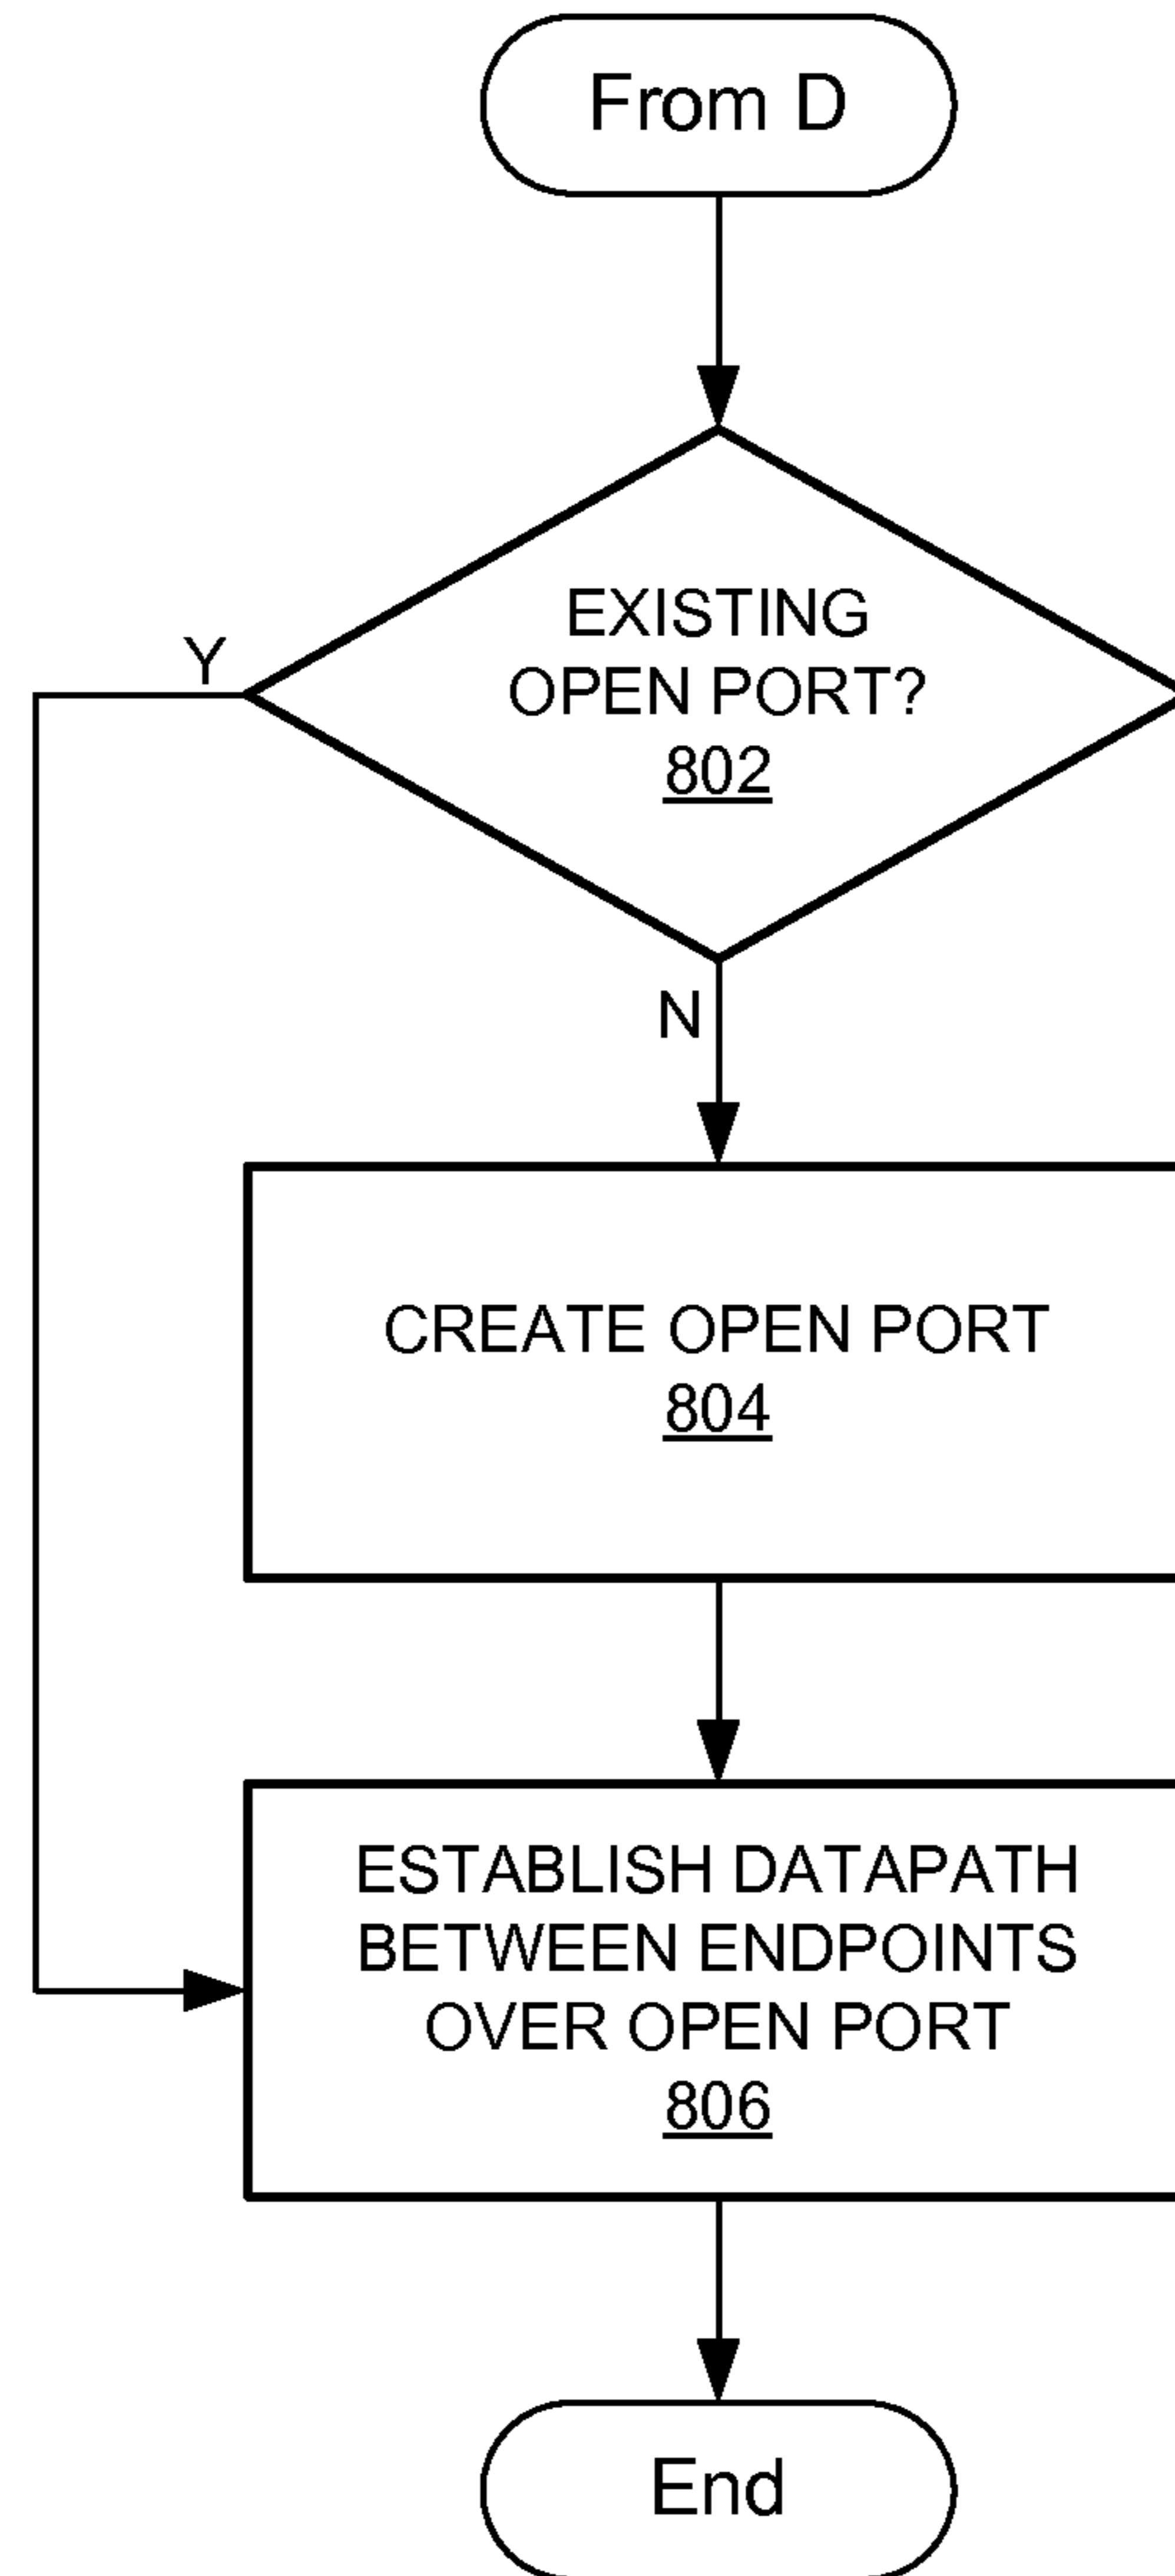 From D
EXISTING
OPEN PORT?
802
Y
N
CREATE OPEN PORT
804
ESTABLISH DATAPATH
BETWEEN ENDPOINTS
OVER OPEN PORT
806
End